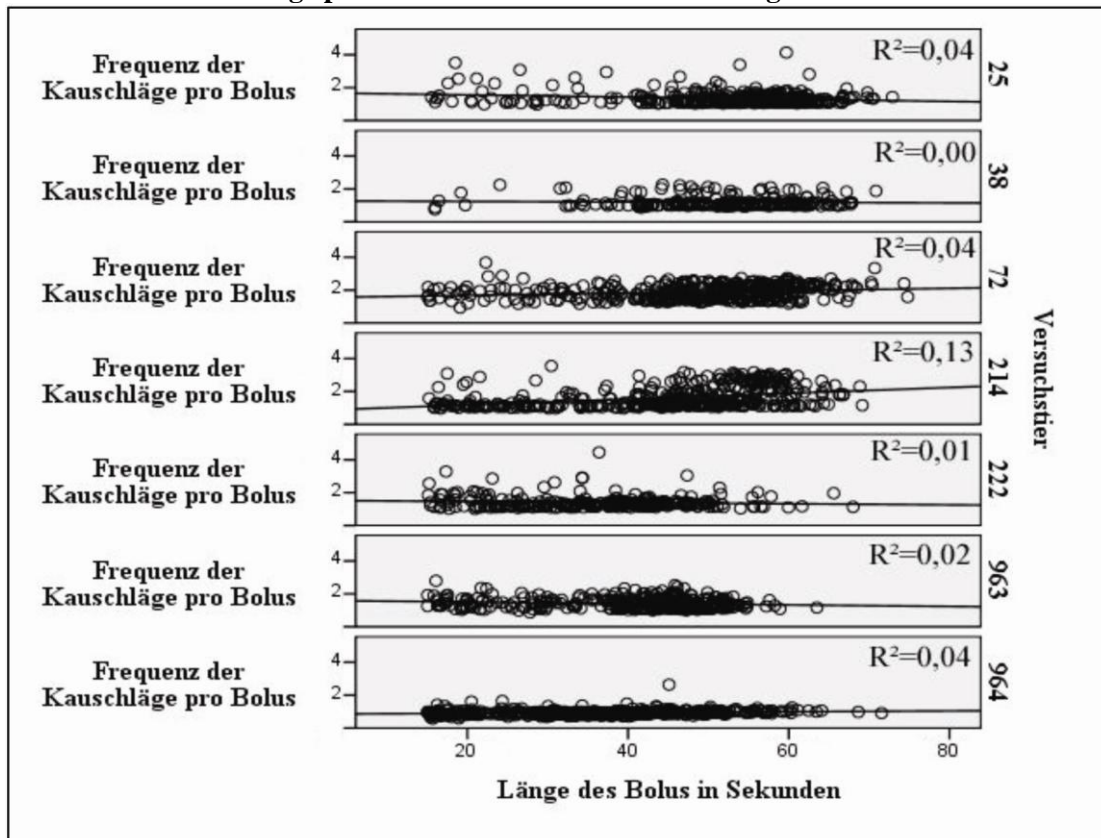 Frequenz der
Kauschläge pro Bolus
4
2
R²=0,04
25
Frequenz der
Kauschläge pro Bolus
4
2
R²=0,00
38
Frequenz der
Kauschläge pro Bolus
4
2
R²=0,04
72
Frequenz der
Kauschläge pro Bolus
4
2
R²=0,13
214
Frequenz der
Kauschläge pro Bolus
4
2
R²=0,01
222
Frequenz der
Kauschläge pro Bolus
4
2
R²=0,02
963
Frequenz der
Kauschläge pro Bolus
4
2
R²=0,04
964
Versuchstier
20 40 60 80
Länge des Bolus in Sekunden